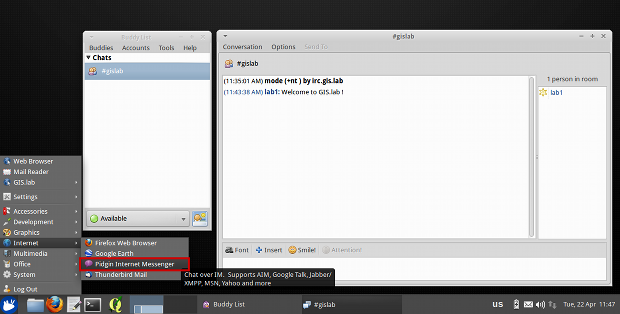 Buddy List
Buddies Accounts Tools Help
Chats
#gislab
Available
#gislab
Conversation Options Send To
#gislab
(11:35:01 AM) mode (+nt ) by irc.gis.lab
(11:43:38 AM) lab1: Welcome to GIS.lab !
1 person in room
lab1
Font Insert Smile! Attention!
Web Browser
Mail Reader
GIS.lab
Settings
Accessories
Development
Graphics
Internet
Multimedia
Office
System
Log Out
Firefox Web Browser
Google Earth
Pidgin Internet Messenger
Thunderbird Mail
Chat over IM. Supports AIM, Google Talk, Jabber/
XMPP, MSN, Yahoo and more
Buddy List
#gislab
us
Tue, 22 Apr 11:47